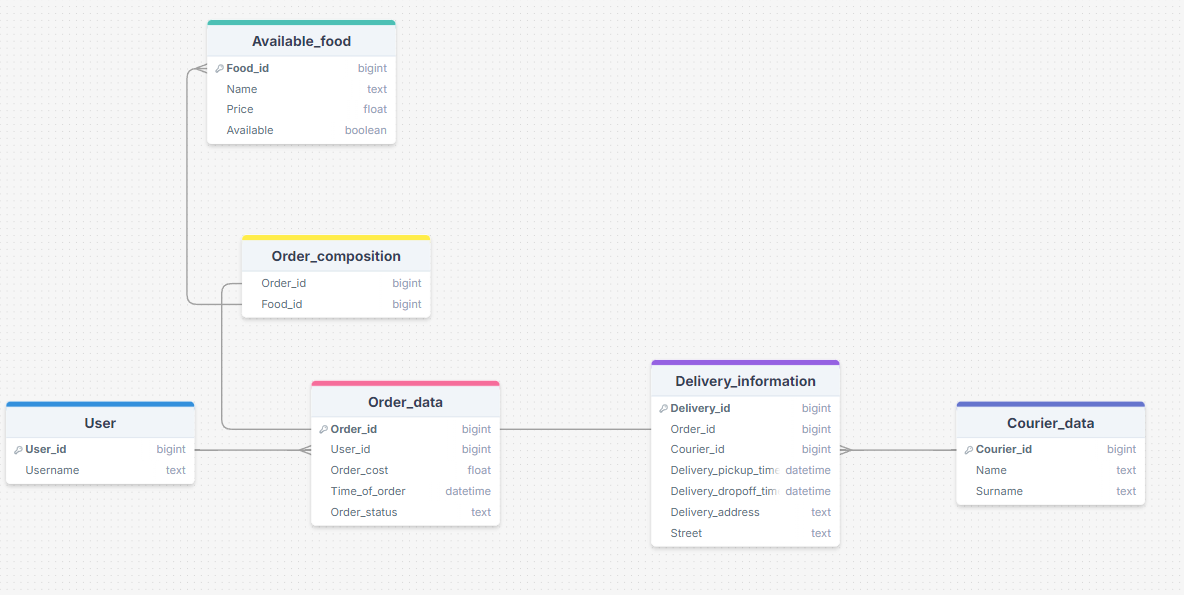 Available_food
Food_id bigint
Name text
Price float
Available boolean
Order_composition
Order_id bigint
Food_id bigint
User
User_id bigint
Username text
Order_data
Order_id bigint
User_id bigint
Order_cost float
Time_of_order datetime
Order_status text
Delivery_information
Delivery_id bigint
Order_id bigint
Courier_id bigint
Delivery_pickup_time datetime
Delivery_dropoff_tim datetime
Delivery_address text
Street text
Courier_data
Courier_id bigint
Name text
Surname text